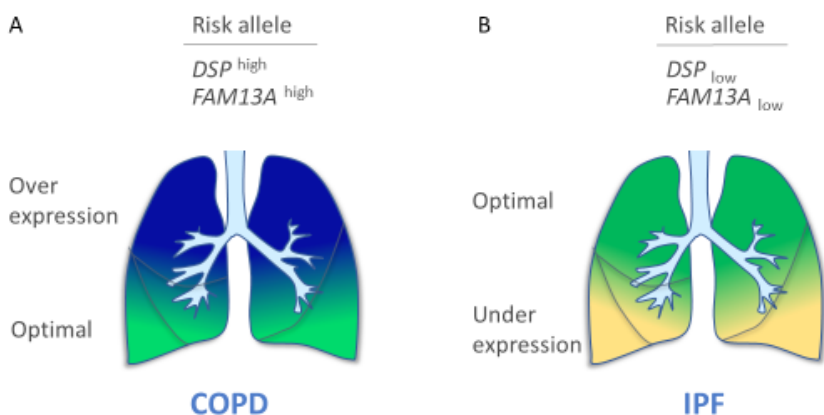 A
Risk allele
DSP high
FAM13A high
Over
expression
Optimal
COPD
B
Risk allele
DSP low
FAM13A low
Optimal
Under
expression
IPF